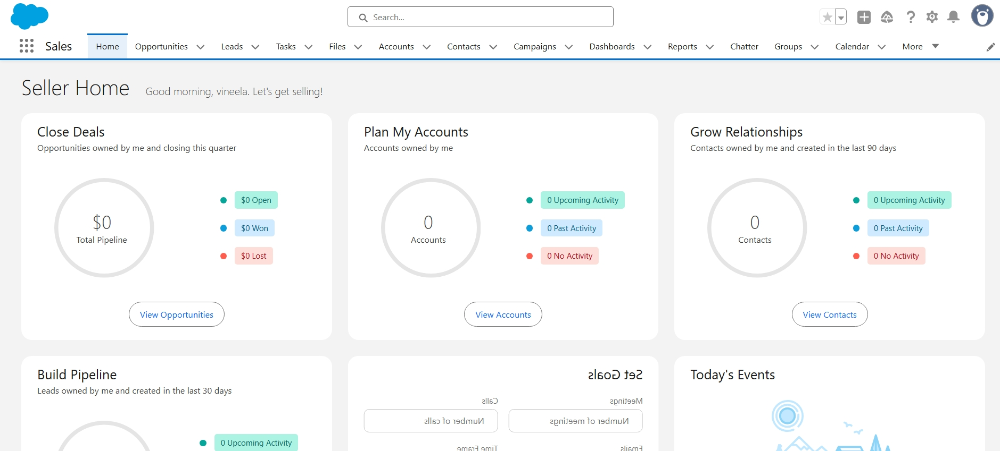 Search...
Sales
Home
Opportunities
Leads
Tasks
Files
Accounts
Contacts
Campaigns
Dashboards
Reports
Chatter
Groups
Calendar
More
Seller Home
Good morning, vineela. Let's get selling!
Close Deals
Opportunities owned by me and closing this quarter
$0
Total Pipeline
$0 Open
$0 Won
$0 Lost
View Opportunities
Plan My Accounts
Accounts owned by me
0
Accounts
0 Upcoming Activity
0 Past Activity
0 No Activity
View Accounts
Grow Relationships
Contacts owned by me and created in the last 90 days
0
Contacts
0 Upcoming Activity
0 Past Activity
0 No Activity
View Contacts
Build Pipeline
Leads owned by me and created in the last 30 days
0 Upcoming Activity
Set Goals
Meetings
Number of meetings
Calls
Number of calls
Emails
Time Frame
Today's Events